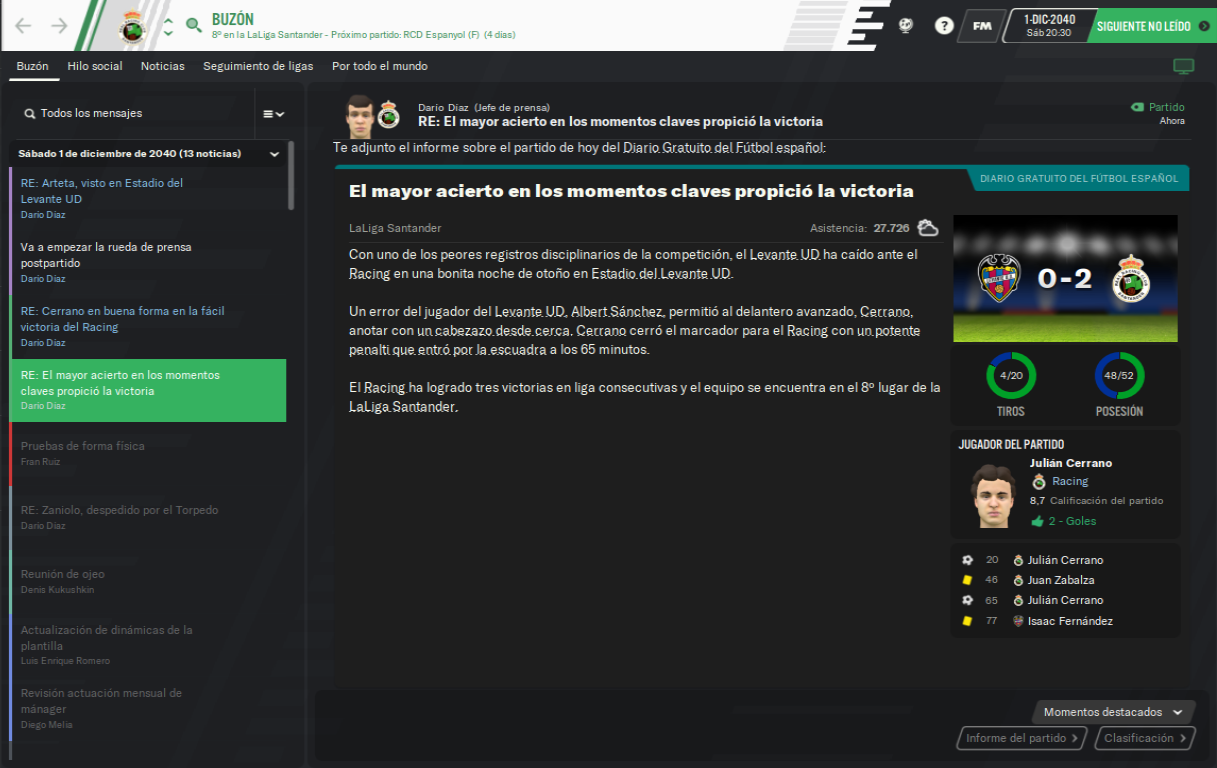 BUZÓN
8º en la LaLiga Santander - Próximo partido: RCD Espanyol (F) (4 días)
?
FM
1-DIC-2040
Sáb 20:30
SIGUIENTE NO LEÍDO
Buzón Hilo social Noticias Seguimiento de ligas Por todo el mundo
Todos los mensajes
Sábado 1 de diciembre de 2040 (13 noticias)
RE: Arteta, visto en Estadio del
Levante UD
Darío Díaz
Va a empezar la rueda de prensa
postpartido
Darío Díaz
RE: Cerrano en buena forma en la fácil
victoria del Racing
Darío Díaz
RE: El mayor acierto en los momentos
claves propició la victoria
Darío Díaz
Pruebas de forma física
Fran Ruiz
RE: Zaniolo, despedido por el Torpedo
Darío Díaz
Reunión de ojeo
Denis Kukushkin
Actualización de dinámicas de la
plantilla
Luis Enrique Romero
Revisión actuación mensual de
mánager
Diego Melia
Darío Díaz (Jefe de prensa)
RE: El mayor acierto en los momentos claves propició la victoria
Partido
Ahora
Te adjunto el informe sobre el partido de hoy del Diario Gratuito del Fútbol español:
DIARIO GRATUITO DEL FÚTBOL ESPAÑOL
El mayor acierto en los momentos claves propició la victoria
LaLiga Santander
Asistencia: 27.726
Con uno de los peores registros disciplinarios de la competición, el Levante UD ha caído ante el
Racing en una bonita noche de otoño en Estadio del Levante UD.
Un error del jugador del Levante UD, Albert Sánchez, permitió al delantero avanzado, Cerrano,
anotar con un cabezazo desde cerca. Cerrano cerró el marcador para el Racing con un potente
penalti que entró por la escuadra a los 65 minutos.
El Racing ha logrado tres victorias en liga consecutivas y el equipo se encuentra en el 8º lugar de la
LaLiga Santander.
0-2
4/20
48/52
TIROS
POSESIÓN
JUGADOR DEL PARTIDO
Julián Cerrano
Racing
8,7 Calificación del partido
2 - Goles
20 Julián Cerrano
46 Juan Zabalza
65 Julián Cerrano
77 Isaac Fernández
Momentos destacados
Informe del partido
Clasificación